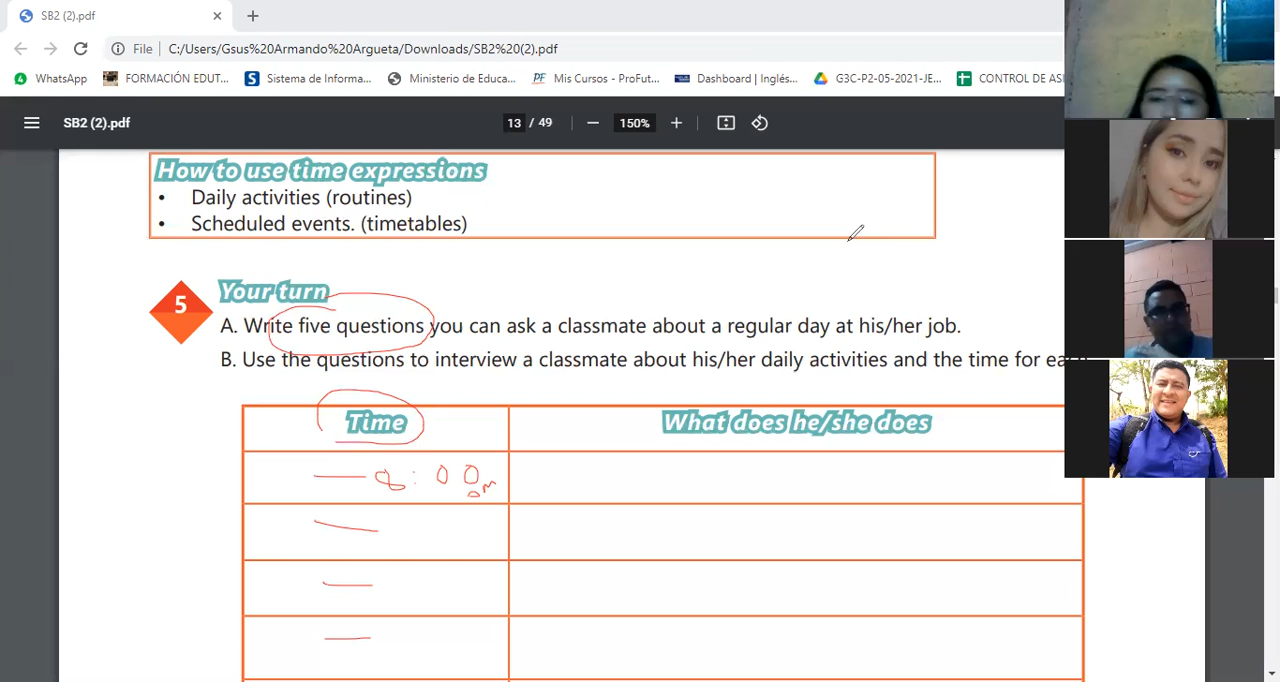 SB2 (2).pdf
File C:/Users/Gsus%20Armando%20Argueta/Downloads/SB2%20(2).pdf
WhatsApp FORMACIÓN EDUT... Sistema de Informa... Ministerio de Educa... Mis Cursos - ProFut... Dashboard | Inglés,... G3C-P2-05-2021-JE... CONTROL DE ASI
SB2 (2).pdf 13 / 49 150%
How to use time expressions
• Daily activities (routines)
• Scheduled events. (timetables)
5 Your turn
A. Write five questions you can ask a classmate about a regular day at his/her job.
B. Use the questions to interview a classmate about his/her daily activities and the time for each
Time What does he/she does
8:00 am